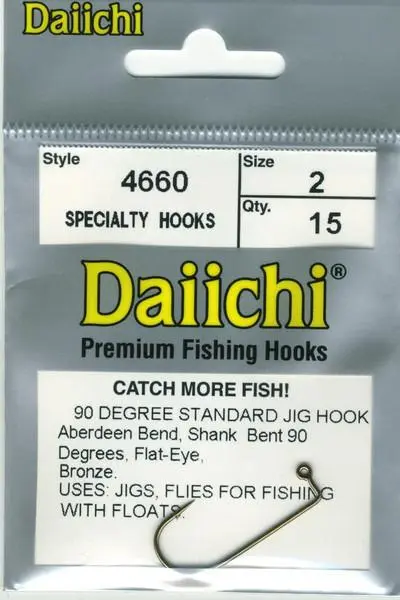 Daiichi
Style
4660
SPECIALTY HOOKS
Size
2
Qty.
15
Daiichi®
Premium Fishing Hooks
CATCH MORE FISH!
90 DEGREE STANDARD JIG HOOK
Aberdeen Bend, Shank Bent 90
Degrees, Flat-Eye,
Bronze.
USES: JIGS, FLIES FOR FISHING
WITH FLOATS.